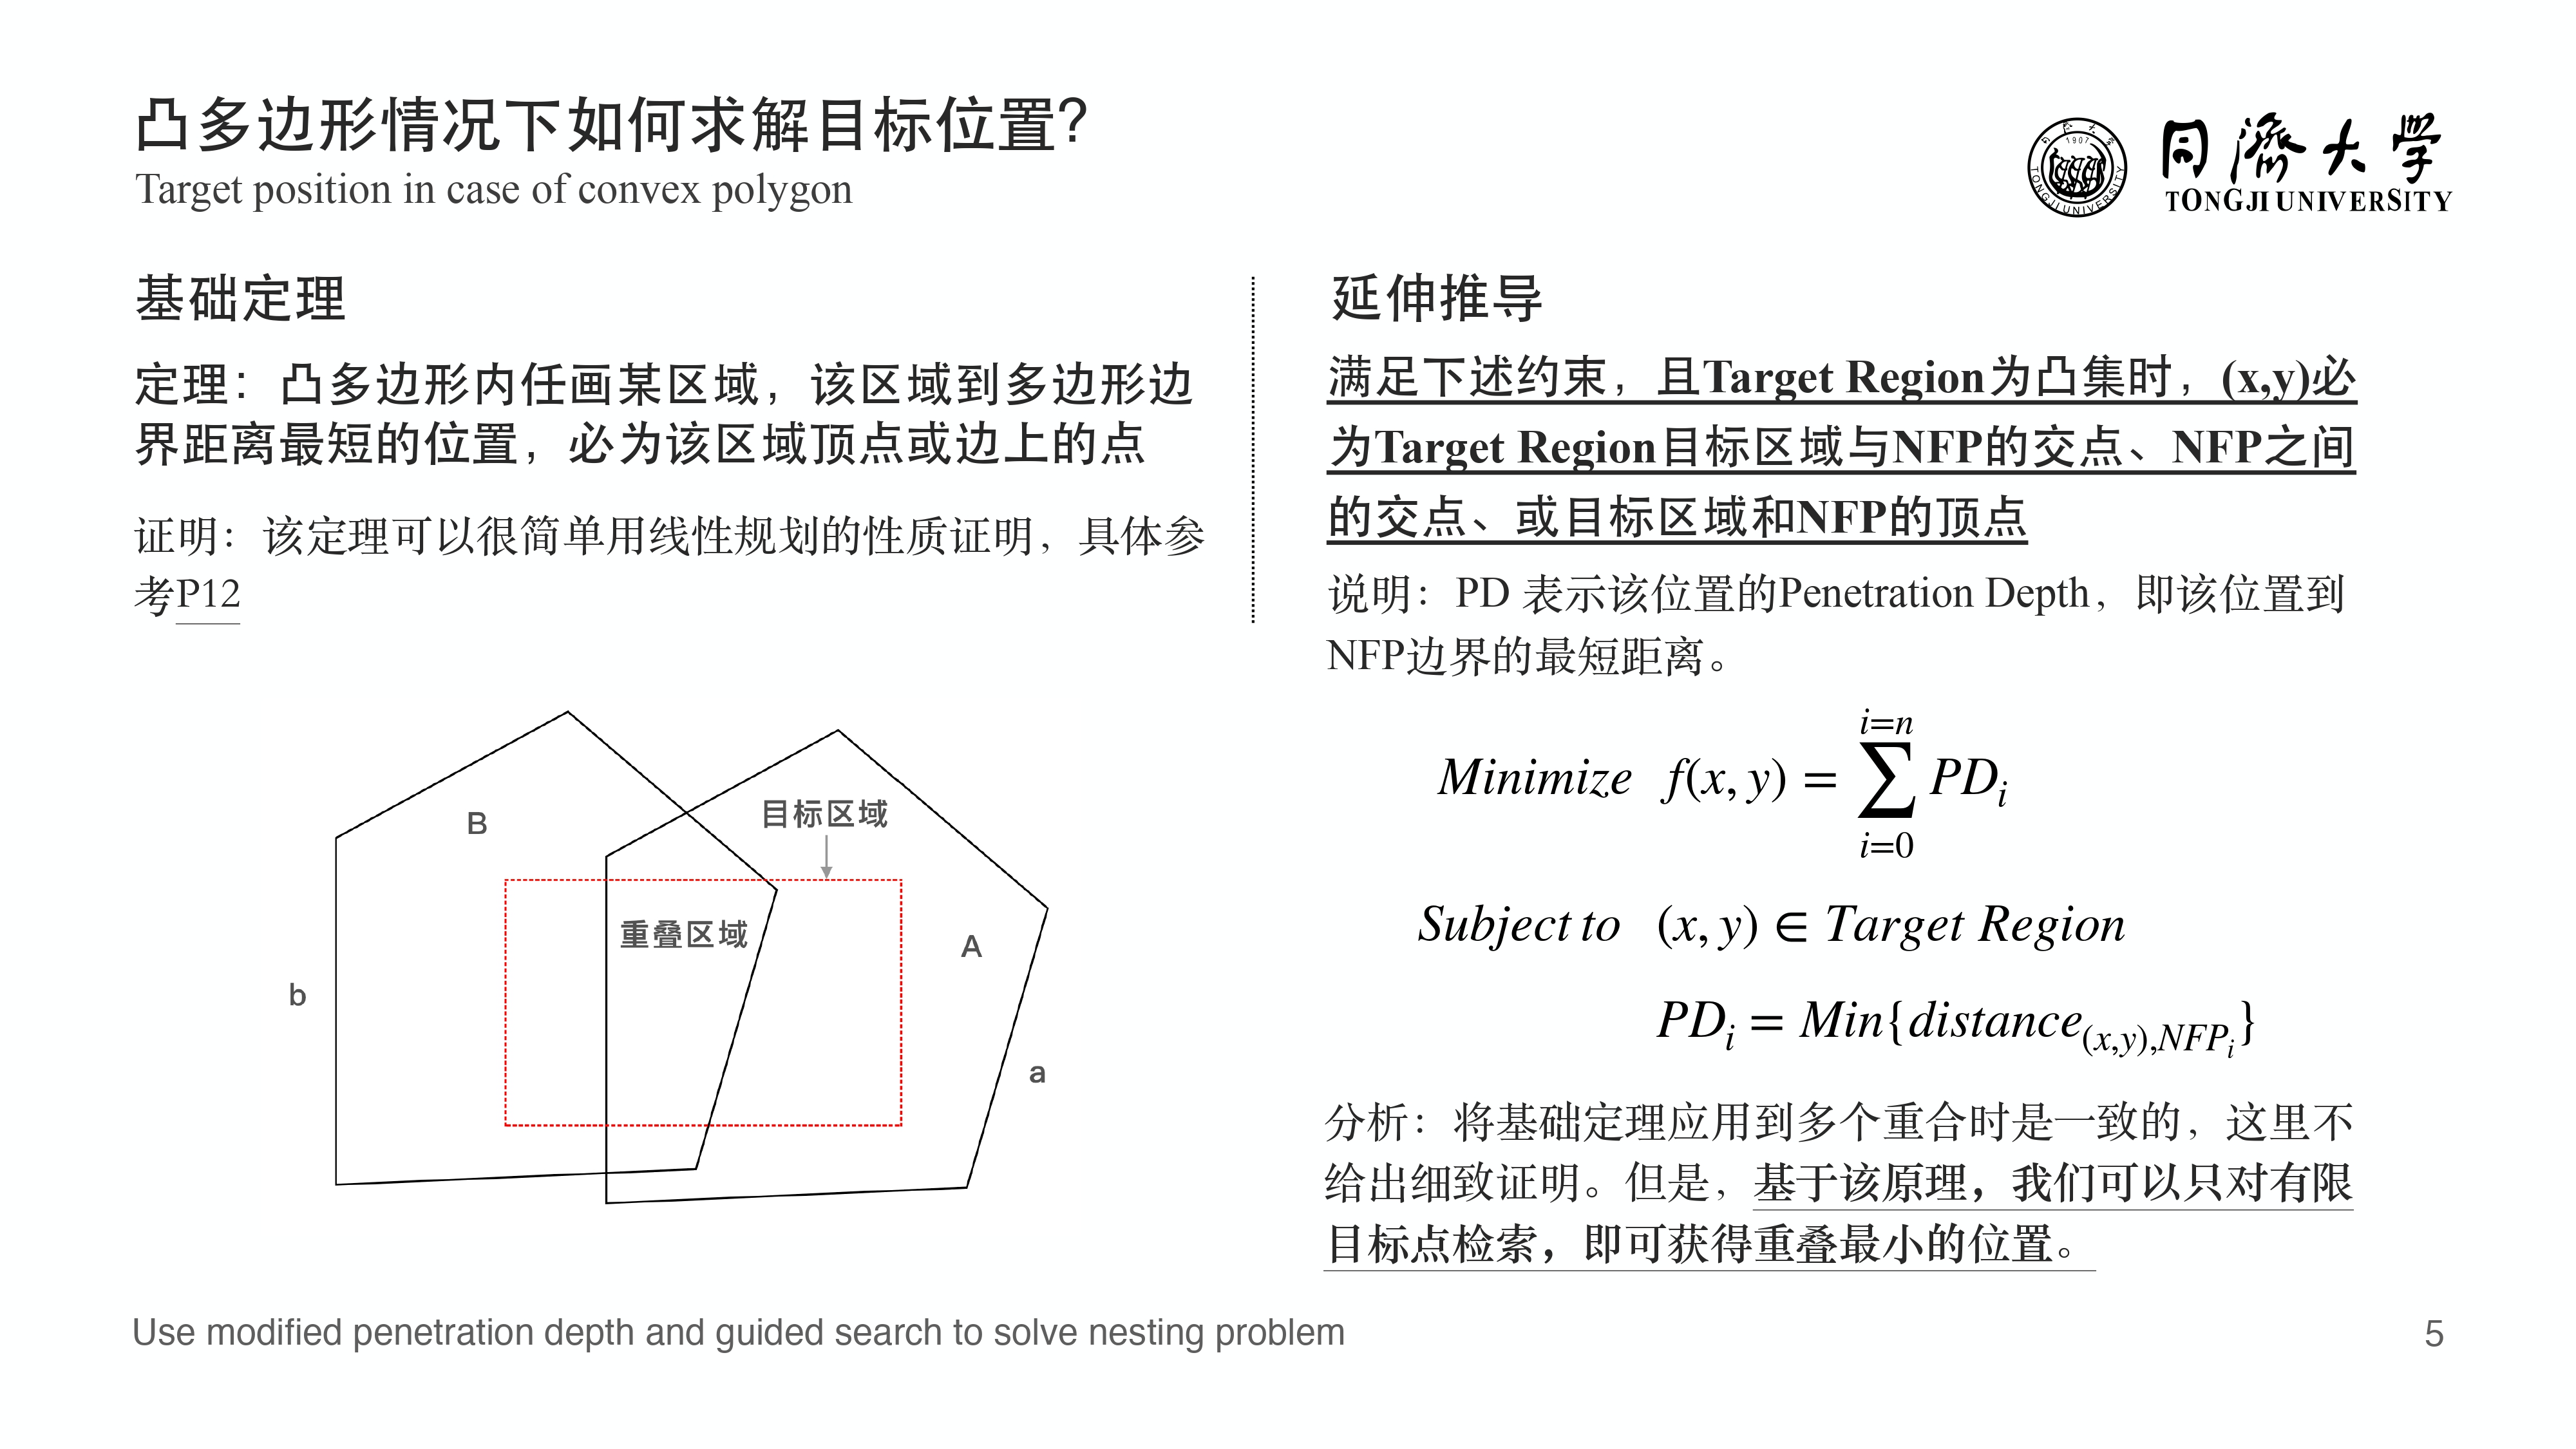 凸多边形情况下如何求解目标位置?
Target position in case of convex polygon
1907
TONGJI UNIVERSITY
同濟大学
TONGJI UNIVERSITY
基础定理
定理：凸多边形内任画某区域，该区域到多边形边
界距离最短的位置，必为该区域顶点或边上的点
证明：该定理可以很简单用线性规划的性质证明，具体参
考P12
B
目标区域
重叠区域
A
b
a
延伸推导
满足下述约束，且Target Region为凸集时，(x,y)必
为Target Region目标区域与NFP的交点、NFP之间
的交点、或目标区域和NFP的顶点
说明：PD 表示该位置的Penetration Depth，即该位置到
NFP边界的最短距离。
i=n
Minimize f(x, y) = ∑ PDᵢ
i=0
Subject to (x, y) ∈ Target Region
PDᵢ = Min{distance₍ₓ,ᵧ₎,NFPᵢ}
分析：将基础定理应用到多个重合时是一致的，这里不
给出细致证明。但是，基于该原理，我们可以只对有限
目标点检索，即可获得重叠最小的位置。
Use modified penetration depth and guided search to solve nesting problem
5